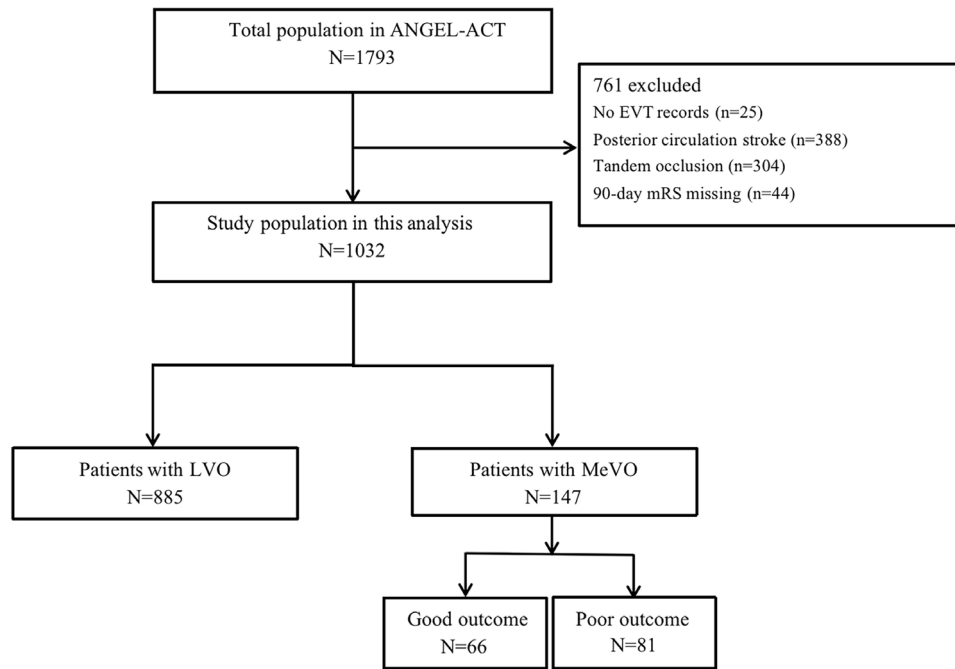 Total population in ANGEL-ACT
N=1793
761 excluded
No EVT records (n=25)
Posterior circulation stroke (n=388)
Tandem occlusion (n=304)
90-day mRS missing (n=44)
Study population in this analysis
N=1032
Patients with LVO
N=885
Patients with MeVO
N=147
Good outcome
N=66
Poor outcome
N=81